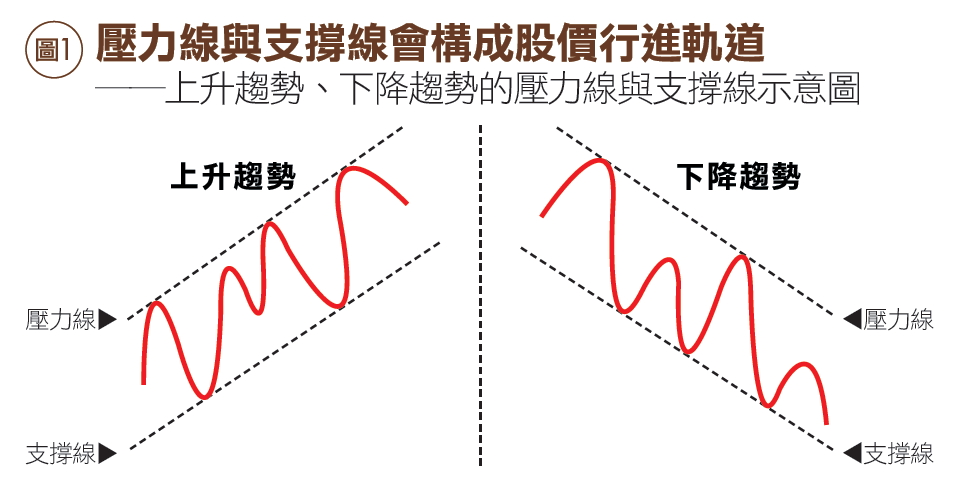 圖1 壓力線與支撐線會構成股價行進軌道
——上升趨勢、下降趨勢的壓力線與支撐線示意圖
上升趨勢
下降趨勢
壓力線▶
◀壓力線
支撐線▶
◀支撐線